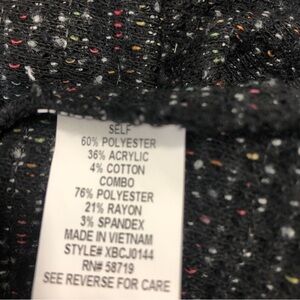 SELF
60% POLYESTER
36% ACRYLIC
4% COTTON
COMBO
76% POLYESTER
21% RAYON
3% SPANDEX
MADE IN VIETNAM
STYLE# XBCJ0144
RN# 58719
SEE REVERSE FOR CARE